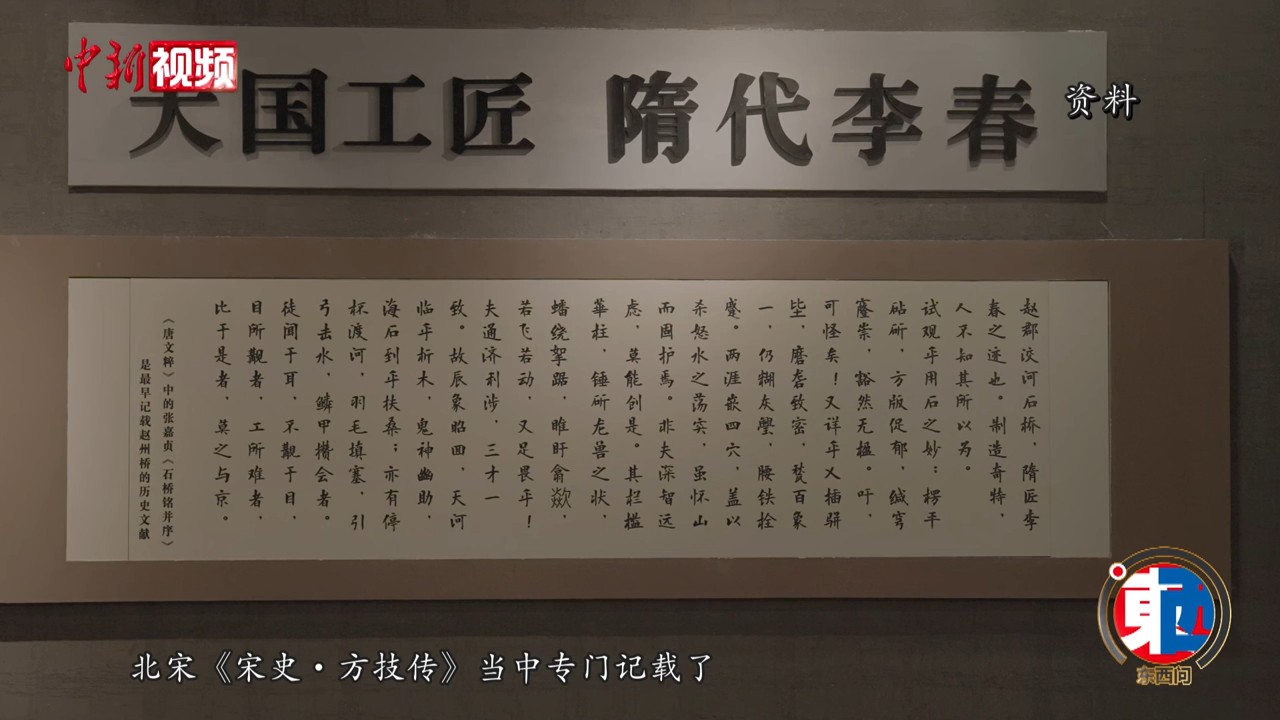 中新视频
大国工匠 隋代李春
资料
赵郡洨河石桥，隋匠李
春之迹也。制造奇特，
人不知其所以为。
试观乎用石之妙：楞平
砧斫，方版促郁，缄穹
窿崇，豁然无楹。吁，
可怪矣！又详乎义插骈
坒，磨砻致密，甃百象
一，仍糊灰璺，腰铁栓
蹙。两涯嵌四穴，盖以
杀怒水之荡突，虽怀山
而固护焉。非夫深智远
虑，莫能创是。其栏槛
華柱，锤斫龙兽之状，
蟠绕挐踞，睢盱翕欻，
若飞若动，又足畏乎！
夫通济利涉，三才一
致。故辰象昭回，天河
临乎析木，鬼神幽助，
海石到乎扶桑；亦有停
杯渡河，羽毛填塞，引
弓击水，鳞甲攒会者。
徒闻于耳，不覯于目，
目所覯者，工所难者，
比于是者，莫之与京。
《唐文粹》中的张嘉贞《石桥铭并序》
是最早记载赵州桥的历史文献
东西问
北宋《宋史·方技传》当中专门记载了